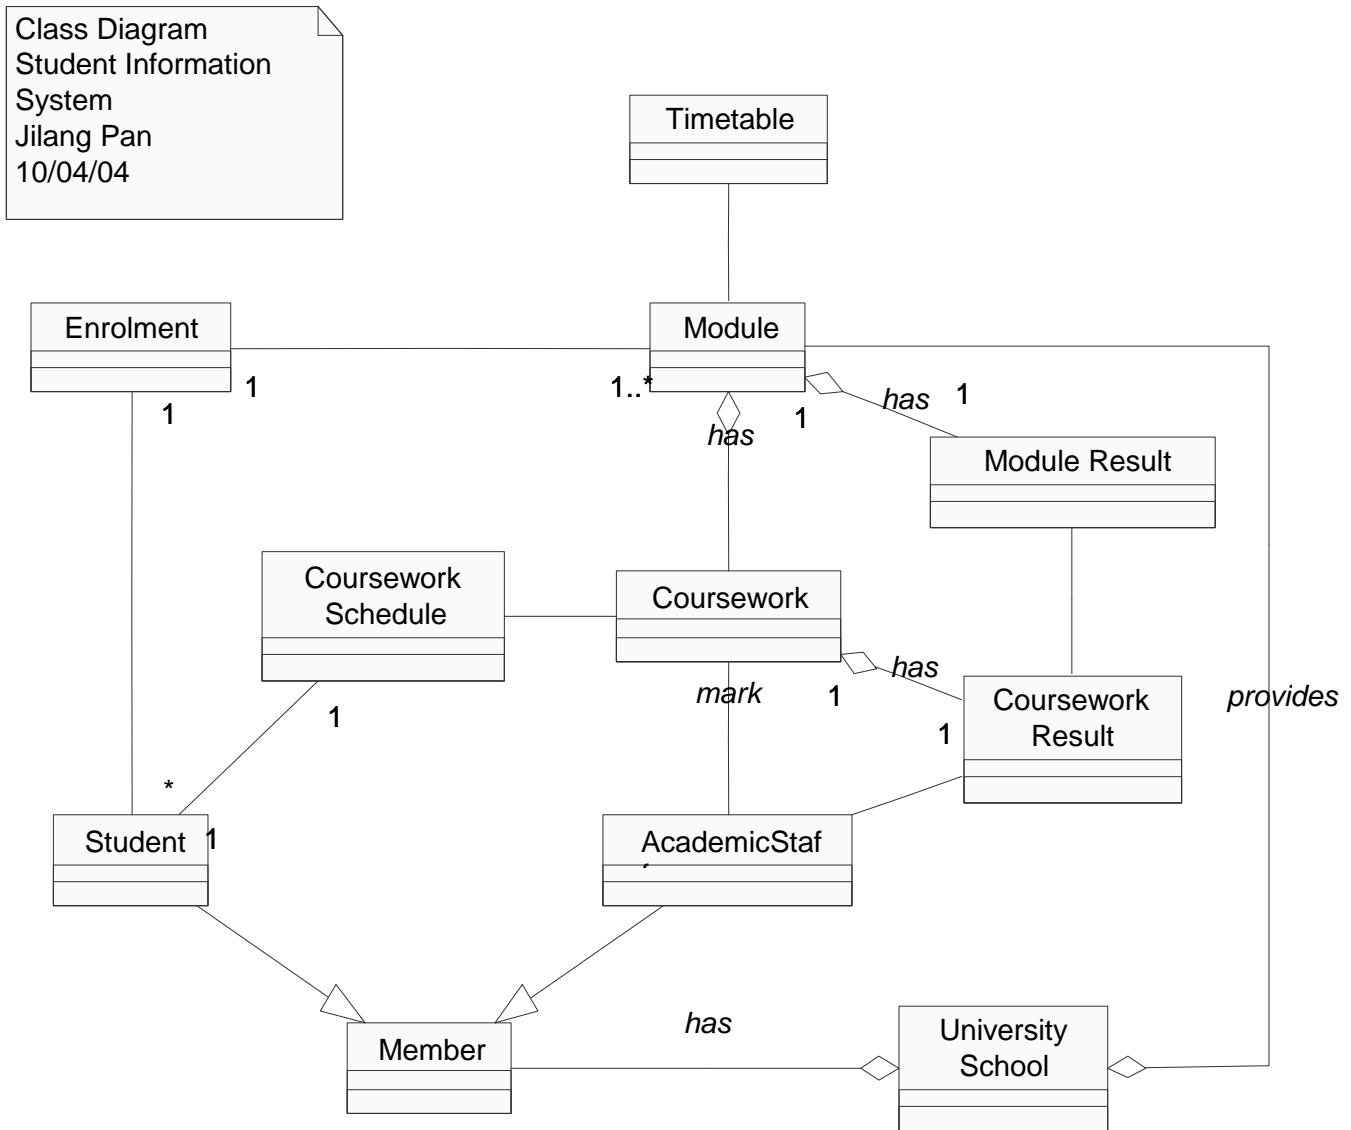 Class Diagram
Student Information
System
Jilang Pan
10/04/04
Timetable
Enrolment
Module
1
1
1..*
1
has
1
has
Module Result
Coursework
Schedule
Coursework
has
mark
1
1
1
Coursework
Result
provides
*
Student
1
AcademicStaf
Member
has
University
School